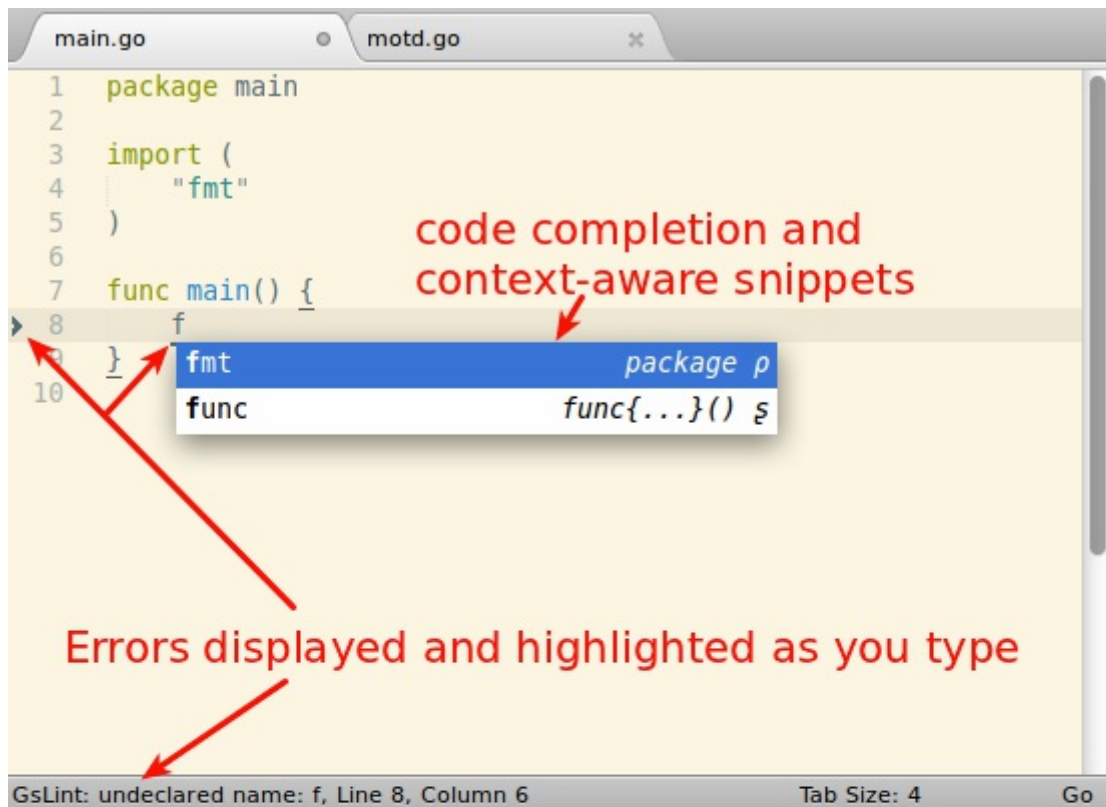 main.go motd.go
1 package main
2
3 import (
4 "fmt"
5 )
6
7 func main() {
8 f
9 }
10
fmt package ρ
func func{...}() ʂ
code completion and
context-aware snippets
Errors displayed and highlighted as you type
GsLint: undeclared name: f, Line 8, Column 6 Tab Size: 4 Go